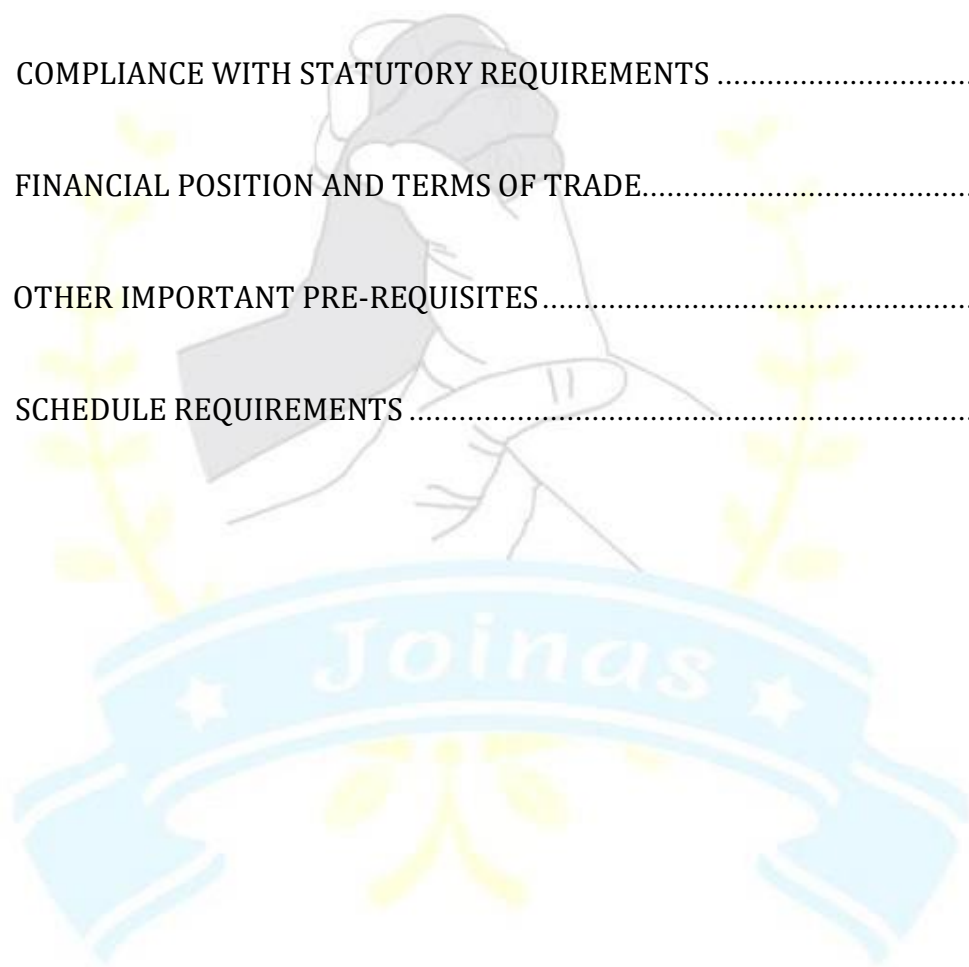 COMPLIANCE WITH STATUTORY REQUIREMENTS ..............................
FINANCIAL POSITION AND TERMS OF TRADE.......................................
OTHER IMPORTANT PRE-REQUISITES...................................................
SCHEDULE REQUIREMENTS ...................................................................
Joinas